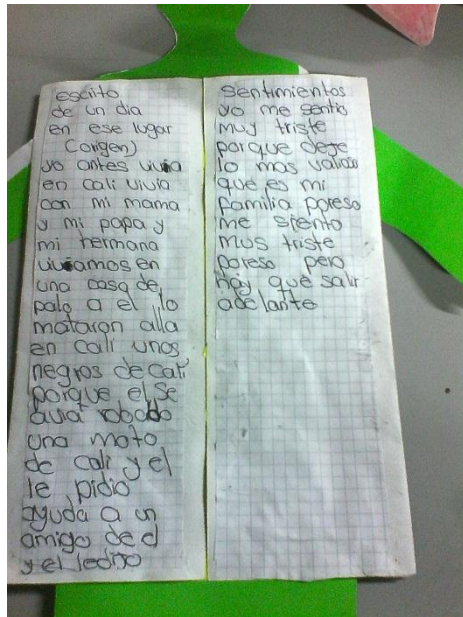 escrito
de un dia
en ese lugar
(origen)
yo antes vivia
en cali vivia
con mi mama
y mi papa y
mi hermana
viviamos en
una casa de
palo a el lo
mataron alla
en Cali unos
negros de Cali
porque el se
avia robado
una moto
de cali y el
le pidio
ayuda a un
amigo de el
y el le dijo
Sentimientos
yo me sentia
muy triste
porque deje
lo mas valioso
que es mi
familia poreso
me siento
muy triste
poreso pero
hay que salir
adelante